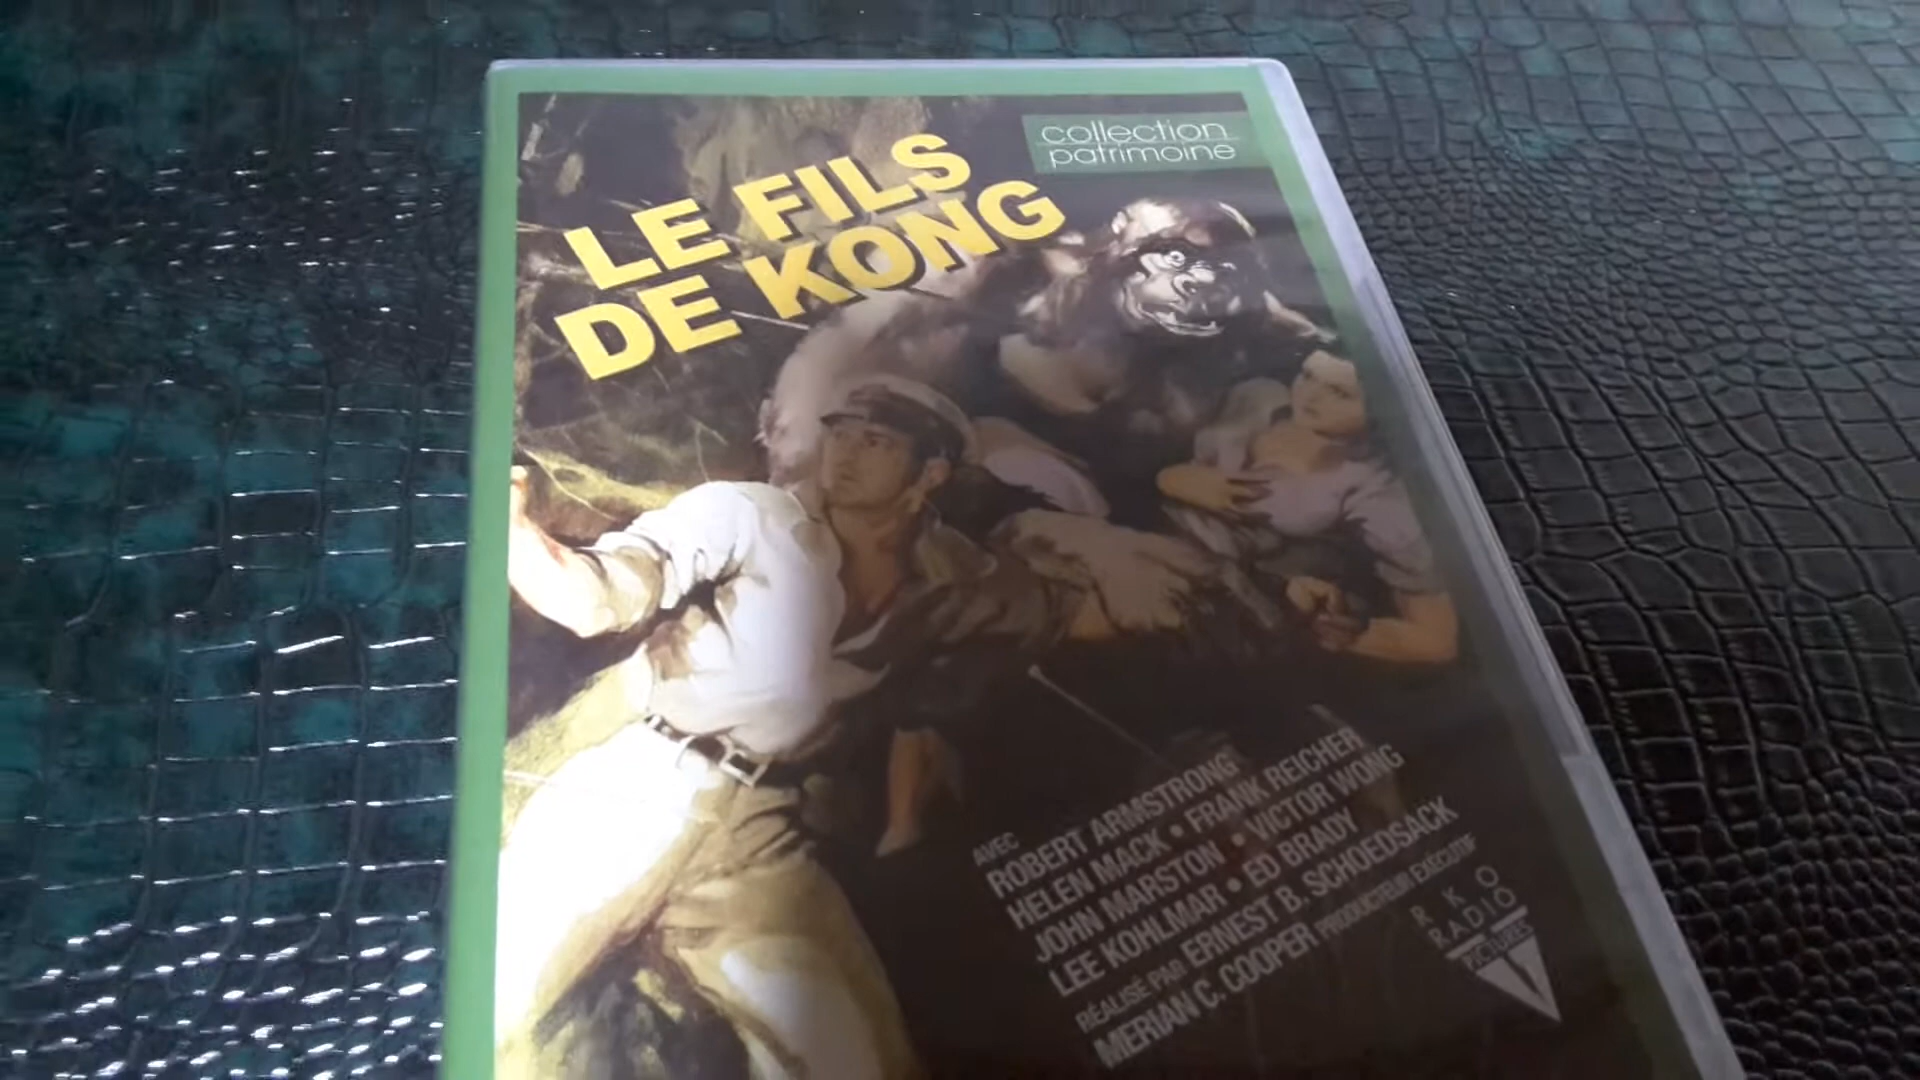 collection
patrimoine
LE FILS
DE KONG
AVEC
ROBERT ARMSTRONG
HELEN MACK • FRANK REICHER
JOHN MARSTON • VICTOR WONG
LEE KOHLMAR • ED BRADY
RÉALISÉ PAR ERNEST B. SCHOEDSACK
MERIAN C. COOPER PRODUCTEUR EXÉCUTIF
R K O
RADIO
PICTURES